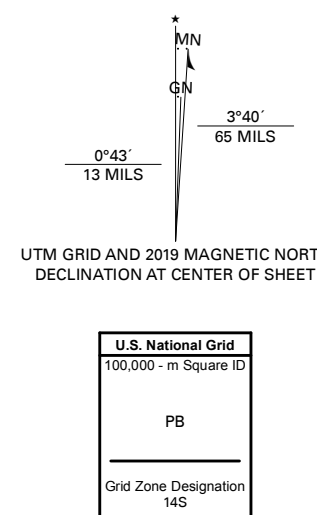 ★
MN
GN
3°40´
65 MILS
0°43´
13 MILS
UTM GRID AND 2019 MAGNETIC NORT
DECLINATION AT CENTER OF SHEET
U.S. National Grid
100,000 - m Square ID
PB
Grid Zone Designation
14S